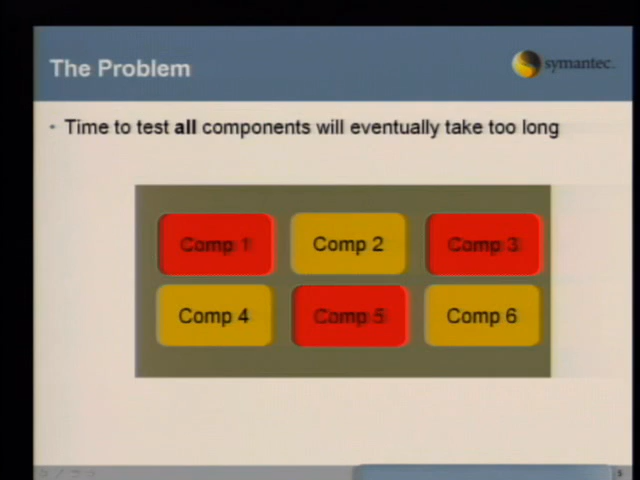 The Problem
symantec.
• Time to test all components will eventually take too long
Comp 1
Comp 2
Comp 3
Comp 4
Comp 5
Comp 6
5